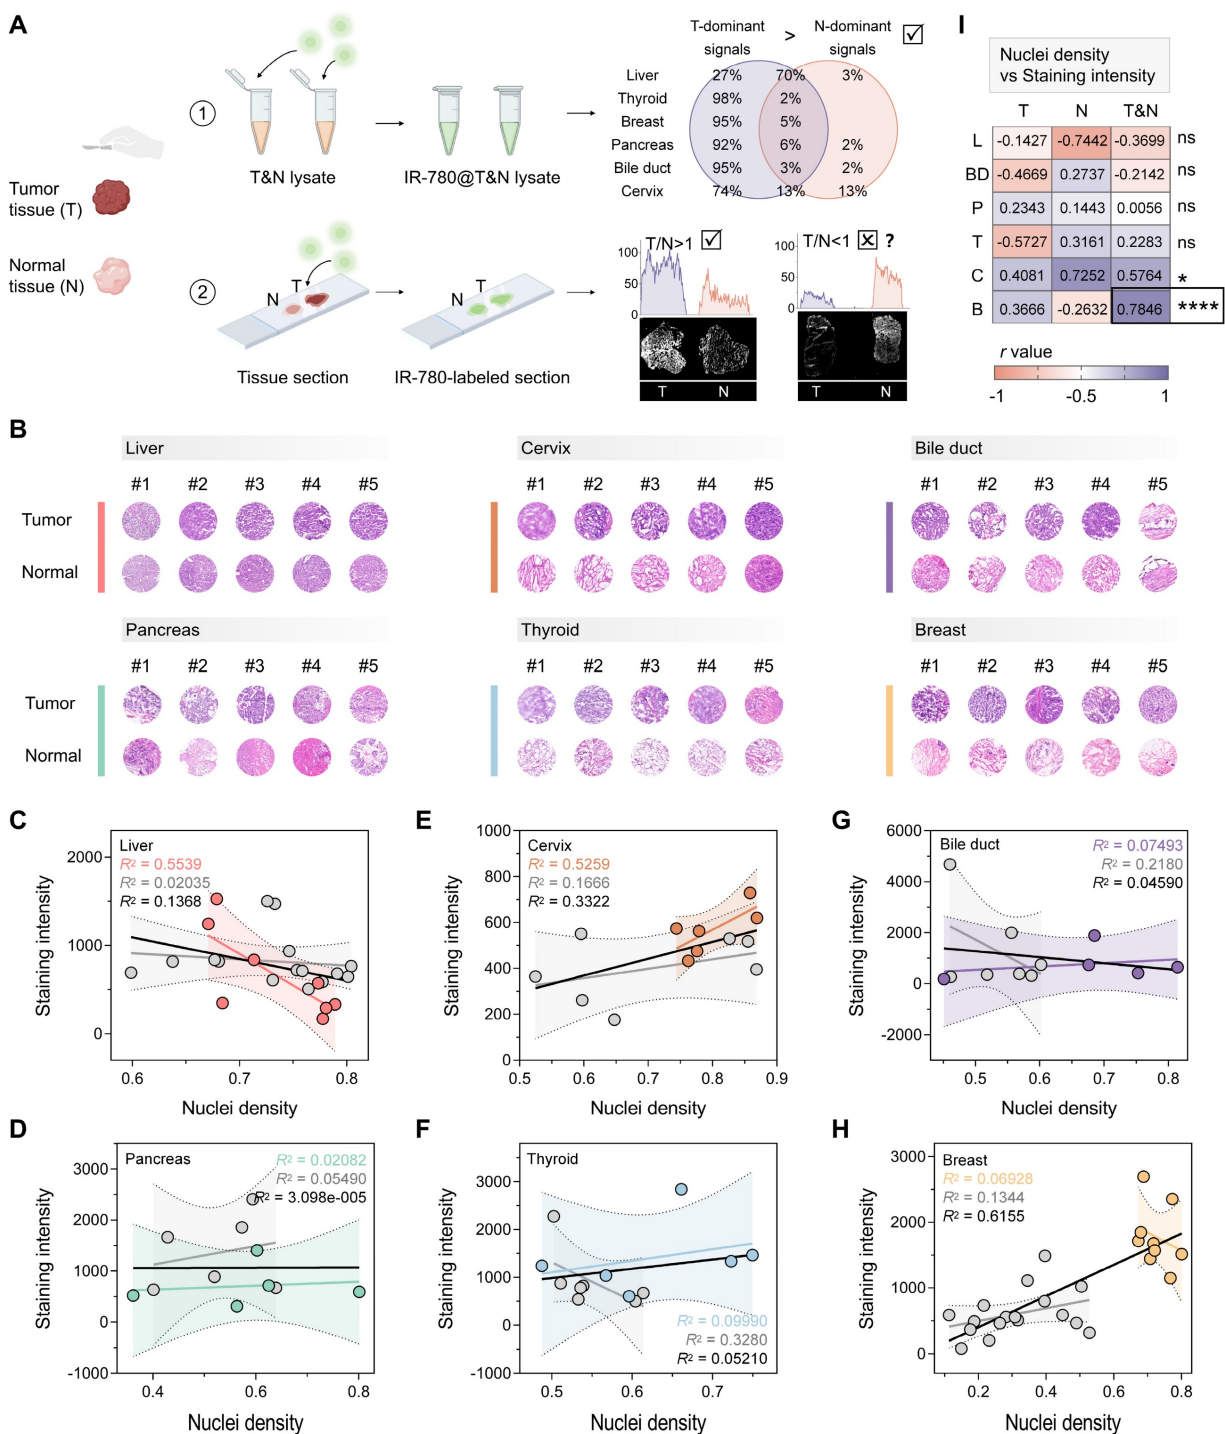 A
Tumor
tissue (T)
Normal
tissue (N)
1
T&N lysate
IR-780@T&N lysate
T-dominant
signals
>
N-dominant
signals
Liver 27% 70% 3%
Thyroid 98% 2%
Breast 95% 5%
Pancreas 92% 6% 2%
Bile duct 95% 3% 2%
Cervix 74% 13% 13%
2
N T
Tissue section
N T
IR-780-labeled section
T/N>1
100
50
0
T N
T/N<1 ?
100
50
0
T N
I
Nuclei density
vs Staining intensity
T N T&N
L -0.1427 -0.7442 -0.3699 ns
BD -0.4669 0.2737 -0.2142 ns
P 0.2343 0.1443 0.0056 ns
T -0.5727 0.3161 0.2283 ns
C 0.4081 0.7252 0.5764 *
B 0.3666 -0.2632 0.7846 ****
r value
-1 -0.5 1
B
Liver
#1 #2 #3 #4 #5
Tumor
Normal
Cervix
#1 #2 #3 #4 #5
Bile duct
#1 #2 #3 #4 #5
Pancreas
#1 #2 #3 #4 #5
Tumor
Normal
Thyroid
#1 #2 #3 #4 #5
Breast
#1 #2 #3 #4 #5
C
Liver
R² = 0.5539
R² = 0.02035
R² = 0.1368
2000
1000
0
0.6 0.7 0.8
Staining intensity
Nuclei density
E
Cervix
R² = 0.5259
R² = 0.1666
R² = 0.3322
1000
800
600
400
200
0
0.5 0.6 0.7 0.8 0.9
Staining intensity
Nuclei density
G
Bile duct
R² = 0.07493
R² = 0.2180
R² = 0.04590
6000
4000
2000
0
-2000
0.5 0.6 0.7 0.8
Staining intensity
Nuclei density
D
Pancreas
R² = 0.02082
R² = 0.05490
R² = 3.098e-005
3000
2000
1000
0
-1000
0.4 0.6 0.8
Staining intensity
Nuclei density
F
Thyroid
R² = 0.09990
R² = 0.3280
R² = 0.05210
4000
3000
2000
1000
0
-1000
0.5 0.6 0.7
Staining intensity
Nuclei density
H
Breast
R² = 0.06928
R² = 0.1344
R² = 0.6155
3000
2000
1000
0
0.2 0.4 0.6 0.8
Staining intensity
Nuclei density